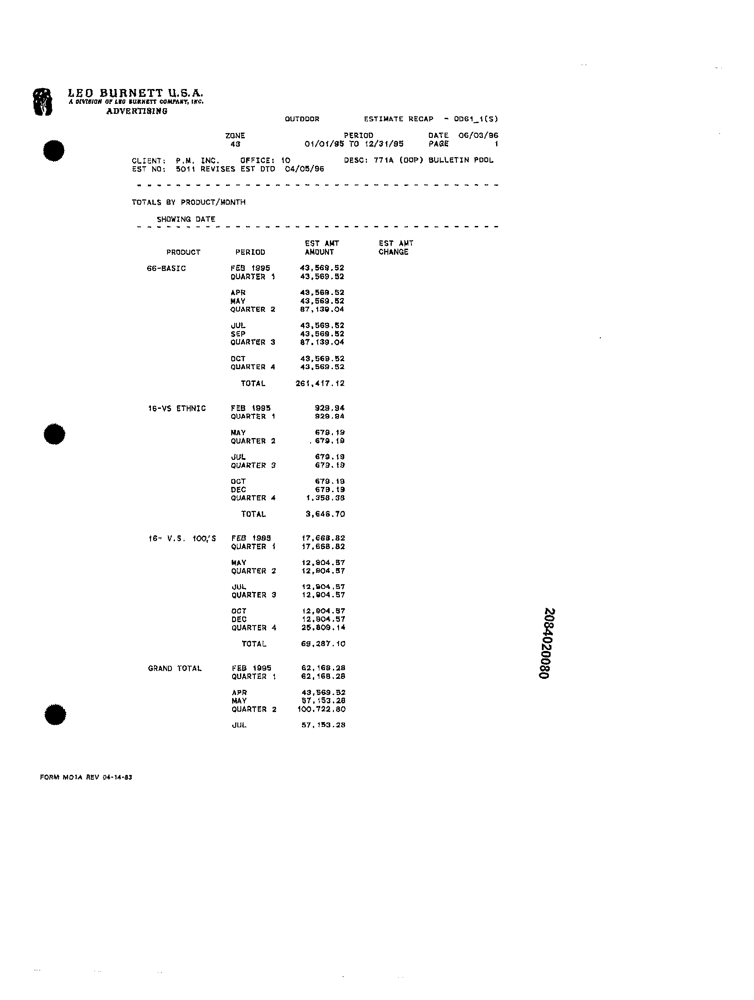 LEO BURNETT U.S.A.
A DIVISION OF LEO BURNETT COMPANY, INC.
ADVERTISING
OUTDOOR ESTIMATE RECAP - OD61_1(S)
ZONE PERIOD DATE 06/03/96
43 01/01/95 TO 12/31/95 PAGE 1
CLIENT: P.M. INC. OFFICE: 10 DESC: 771A (OOP) BULLETIN POOL
EST NO: 5011 REVISES EST DTD 04/05/96
TOTALS BY PRODUCT/MONTH
SHOWING DATE
EST AMT EST AMT
PRODUCT PERIOD AMOUNT CHANGE
66-BASIC FEB 1995 43,569.52
QUARTER 1 43,569.52
APR 43,569.52
MAY 43,569.52
QUARTER 2 87,139.04
JUL 43,569.52
SEP 43,569.52
QUARTER 3 87,139.04
OCT 43,569.52
QUARTER 4 43,569.52
TOTAL 261,417.12
16-VS ETHNIC FEB 1995 929.94
QUARTER 1 929.94
MAY 679.19
QUARTER 2 679.19
JUL 679.19
QUARTER 3 679.19
OCT 679.19
DEC 679.19
QUARTER 4 1,358.38
TOTAL 3,646.70
16- V.S. 100,'S FEB 1995 17,668.82
QUARTER 1 17,668.82
MAY 12,904.57
QUARTER 2 12,904.57
JUL 12,904.57
QUARTER 3 12,904.57
OCT 12,904.57
DEC 12,904.57
QUARTER 4 25,809.14
TOTAL 69,287.10
GRAND TOTAL FEB 1995 62,168.28
QUARTER 1 62,168.28
APR 43,569.52
MAY 57,153.28
QUARTER 2 100,722.80
JUL 57,153.28
2084020080
FORM MO1A REV 04-14-83